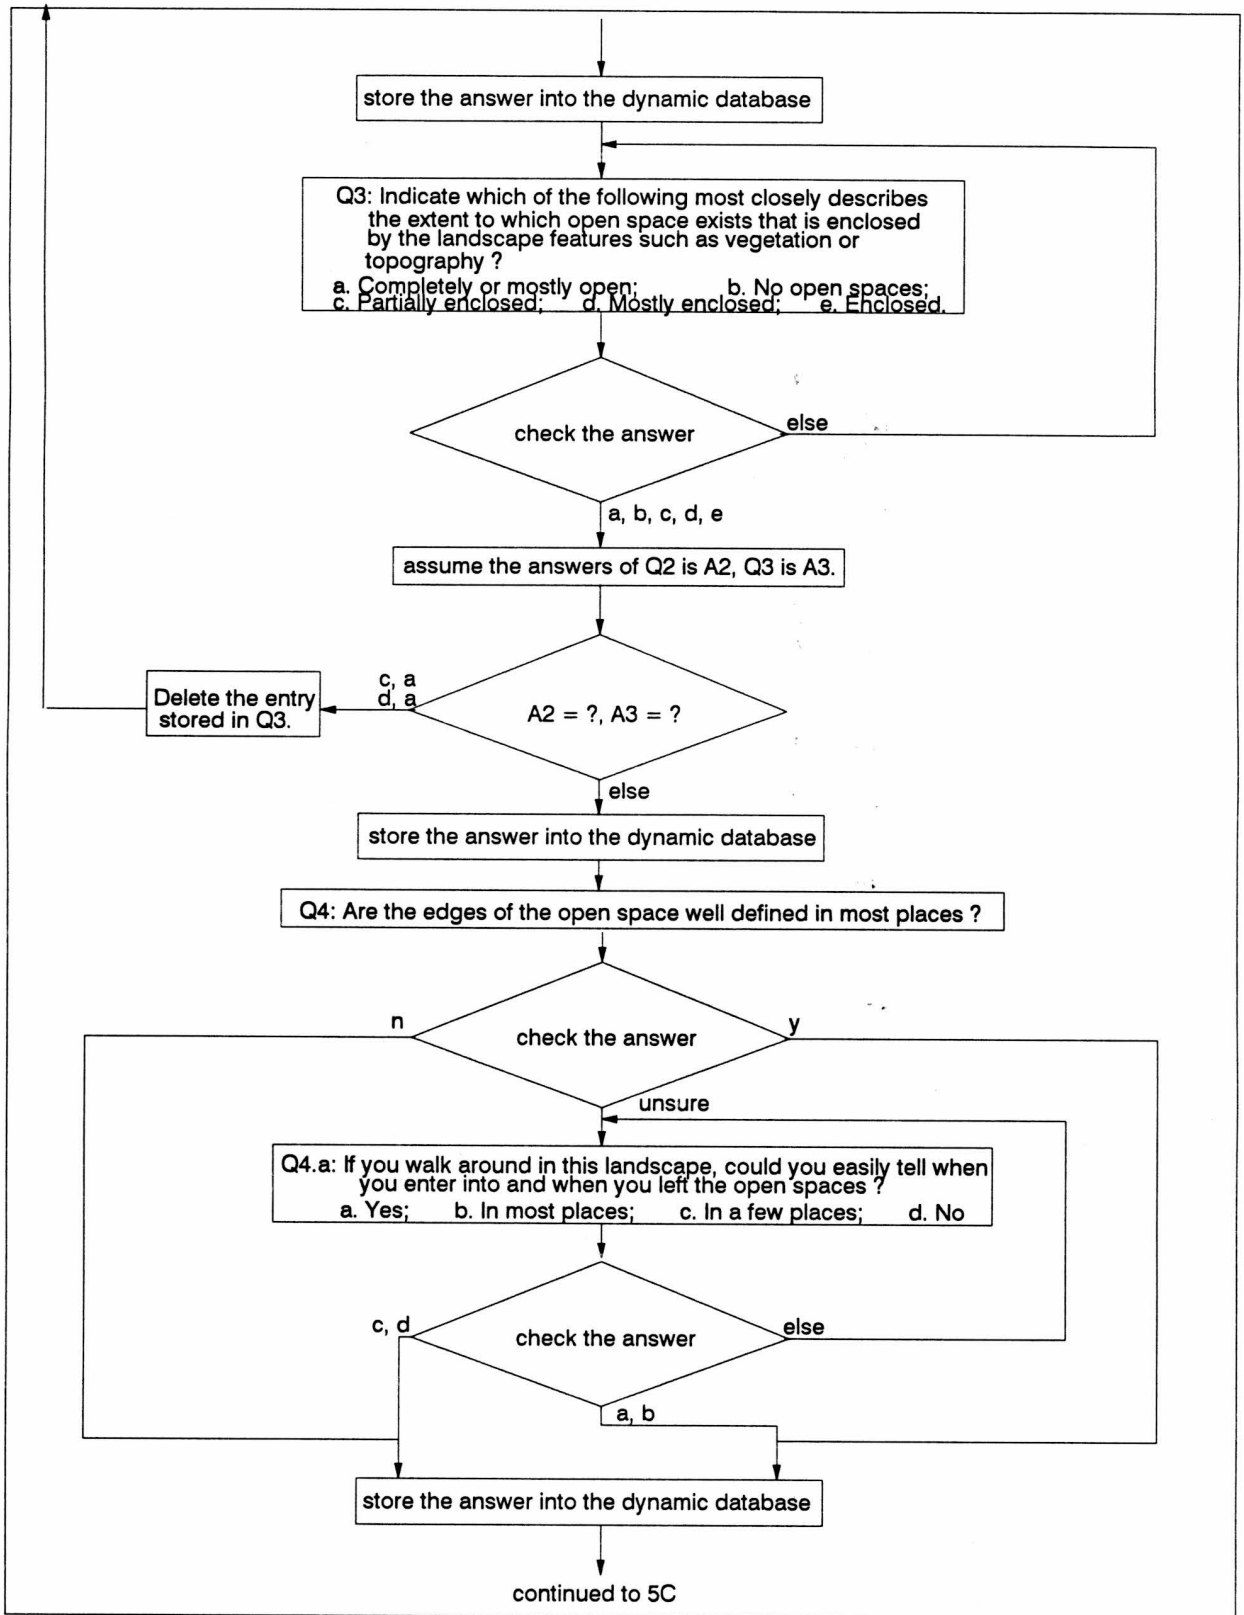 store the answer into the dynamic database
Q3: Indicate which of the following most closely describes
the extent to which open space exists that is enclosed
by the landscape features such as vegetation or
topography ?
a. Completely or mostly open; b. No open spaces;
c. Partially enclosed; d. Mostly enclosed; e. Enclosed.
check the answer
else
a, b, c, d, e
assume the answers of Q2 is A2, Q3 is A3.
c, a
d, a
Delete the entry
stored in Q3.
A2 = ?, A3 = ?
else
store the answer into the dynamic database
Q4: Are the edges of the open space well defined in most places ?
n
check the answer
y
unsure
Q4.a: If you walk around in this landscape, could you easily tell when
you enter into and when you left the open spaces ?
a. Yes; b. In most places; c. In a few places; d. No
c, d
check the answer
else
a, b
store the answer into the dynamic database
continued to 5C